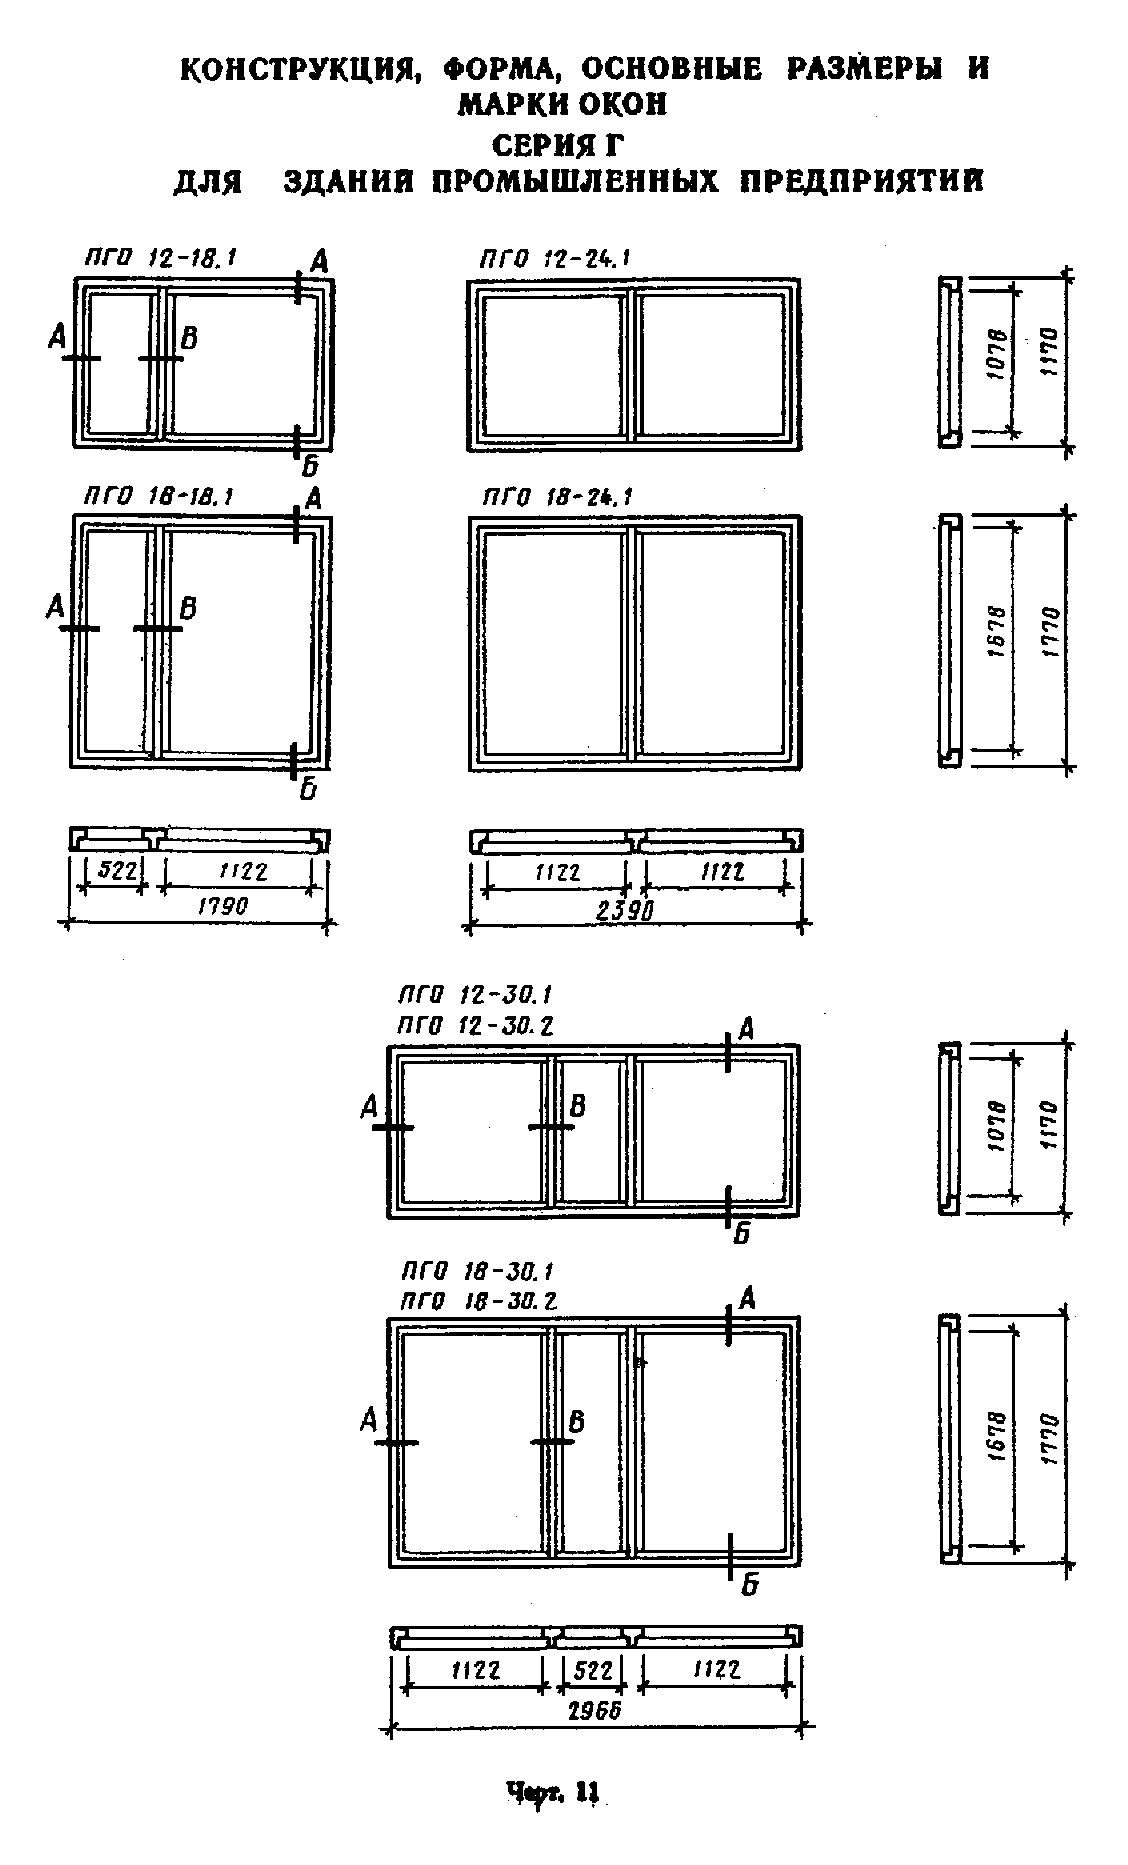 КОНСТРУКЦИЯ, ФОРМА, ОСНОВНЫЕ РАЗМЕРЫ И
МАРКИ ОКОН
СЕРИЯ Г
ДЛЯ ЗДАНИЙ ПРОМЫШЛЕННЫХ ПРЕДПРИЯТИЙ
ПГО 12-18.1
А
ПГО 12-24.1
А
В
Б
1078
1170
ПГО 18-18.1
А
ПГО 18-24.1
А
В
Б
1678
1770
522
1122
1790
1122
1122
2390
ПГО 12-30.1
ПГО 12-30.2
А
А
В
Б
1078
1170
ПГО 18-30.1
ПГО 18-30.2
А
А
В
Б
1678
1770
1122
522
1122
2966
Черт. 11